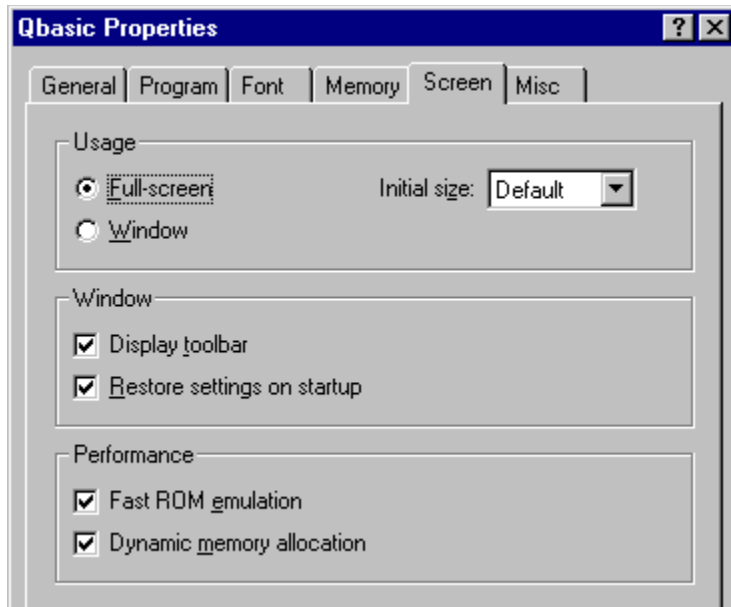 Qbasic Properties
General Program Font Memory Screen Misc
Usage
Full-screen Initial size: Default
Window
Window
Display toolbar
Restore settings on startup
Performance
Fast ROM emulation
Dynamic memory allocation